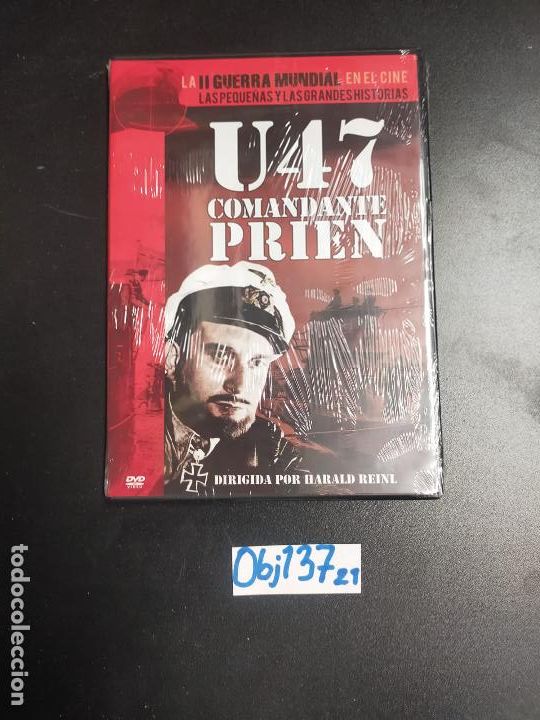 LA II GUERRA MUNDIAL EN EL CINE
LAS PEQUEÑAS Y LAS GRANDES HISTORIAS
U47
COMANDANTE
PRIEN
DVD
VIDEO
DIRIGIDA POR HARALD REINL
Obj137 21
todocoleccion